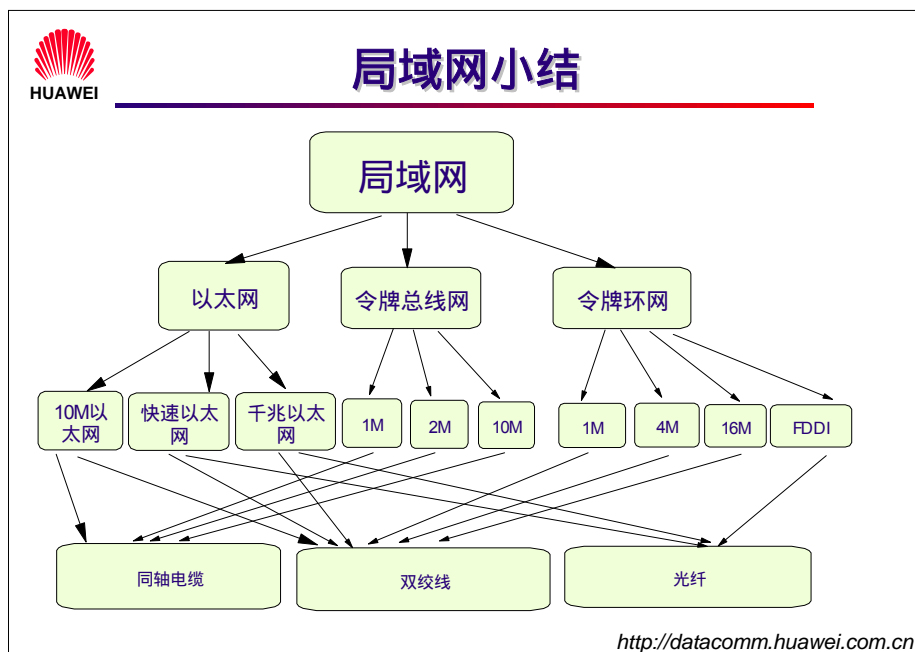 HUAWEI
局域网小结
局域网
以太网
令牌总线网
令牌环网
10M以
太网
快速以太
网
千兆以太
网
1M
2M
10M
1M
4M
16M
FDDI
同轴电缆
双绞线
光纤
http://datacomm.huawei.com.cn